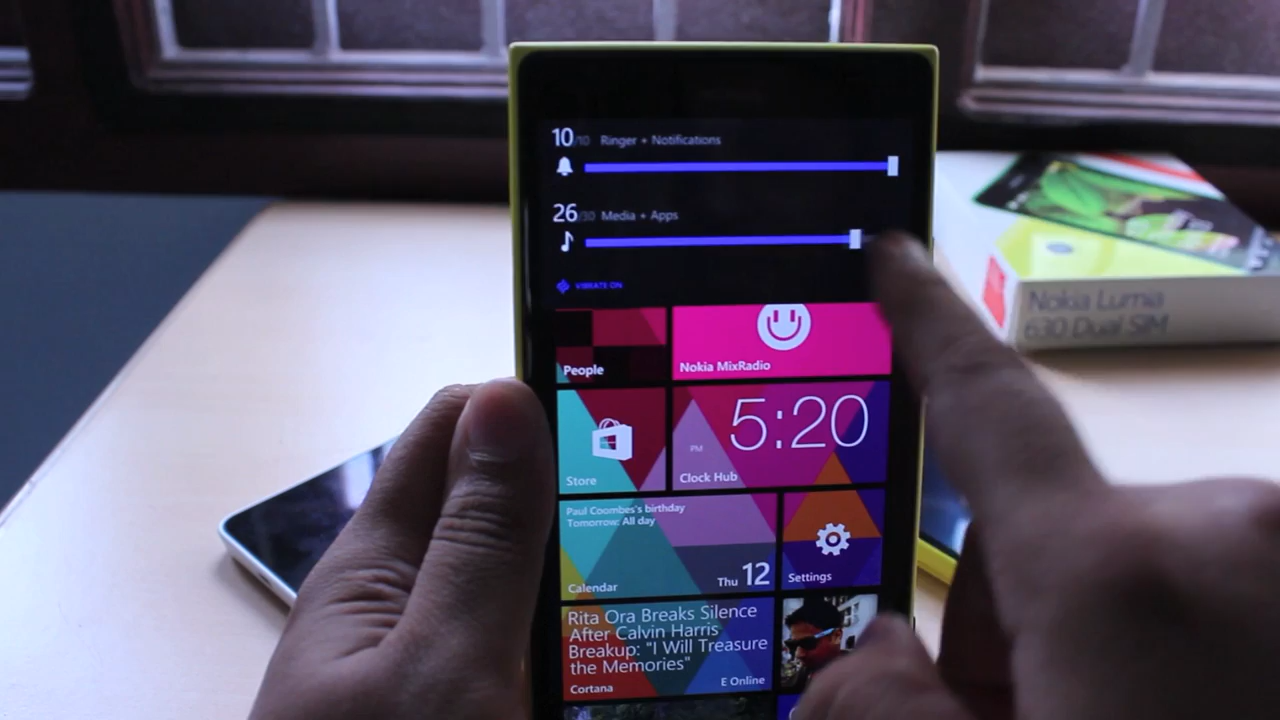 10/10 Ringer + Notifications
26/30 Media + Apps
VIBRATE ON
People
Nokia MixRadio
Store
5:20
PM
Clock Hub
Paul Coombes's birthday
Tomorrow: All day
Calendar
Thu 12
Settings
Rita Ora Breaks Silence
After Calvin Harris
Breakup: "I Will Treasure
the Memories"
Cortana
E Online
Nokia Lumia
630 Dual SIM